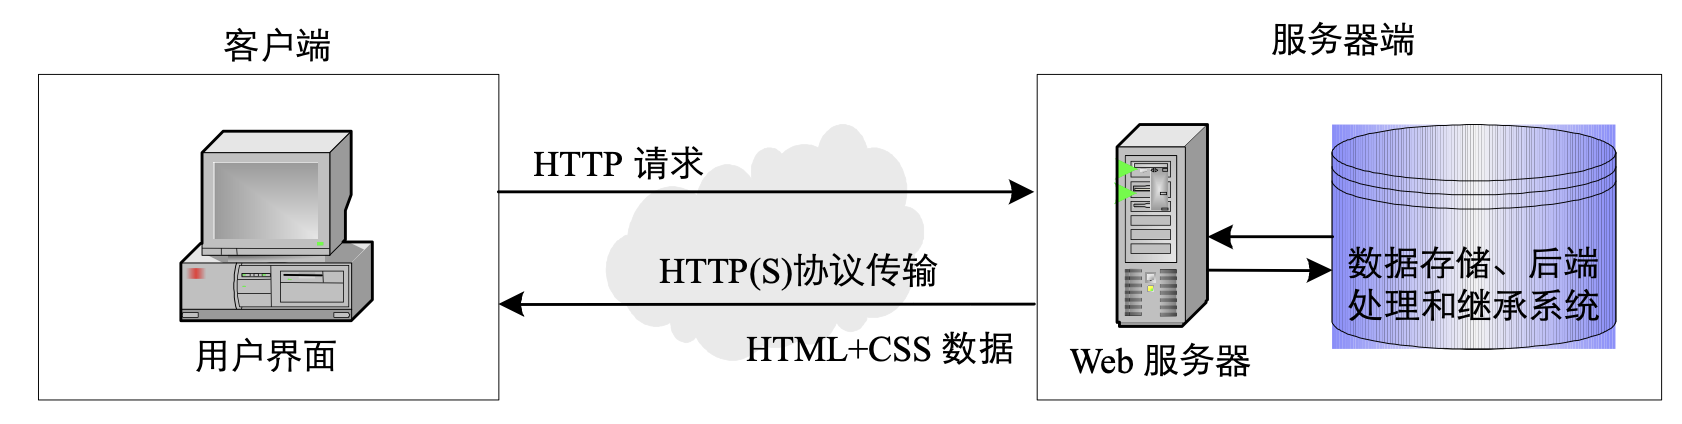 客户端
服务器端
HTTP 请求
HTTP(S)协议传输
HTML+CSS 数据
用户界面
Web 服务器
数据存储、后端
处理和继承系统